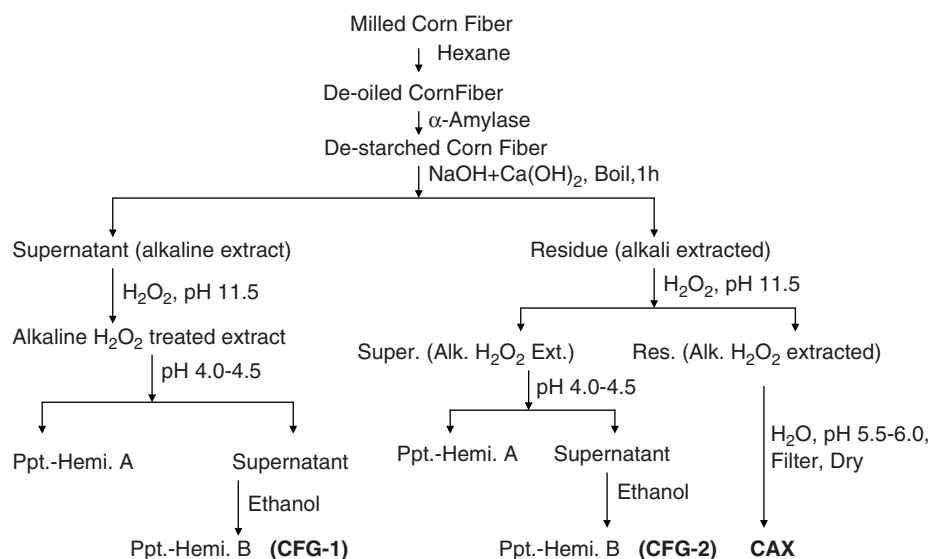 Milled Corn Fiber
Hexane
De-oiled CornFiber
α-Amylase
De-starched Corn Fiber
NaOH+Ca(OH)₂, Boil,1h
Supernatant (alkaline extract)
Residue (alkali extracted)
H₂O₂, pH 11.5
H₂O₂, pH 11.5
Alkaline H₂O₂ treated extract
Super. (Alk. H₂O₂ Ext.)
Res. (Alk. H₂O₂ extracted)
pH 4.0-4.5
pH 4.0-4.5
Ppt.-Hemi. A
Supernatant
Ppt.-Hemi. A
Supernatant
H₂O, pH 5.5-6.0,
Filter, Dry
Ethanol
Ethanol
Ppt.-Hemi. B (CFG-1)
Ppt.-Hemi. B (CFG-2)
CAX